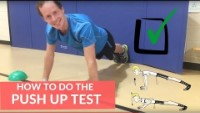 HOW TO DO THE
PUSH UP TEST